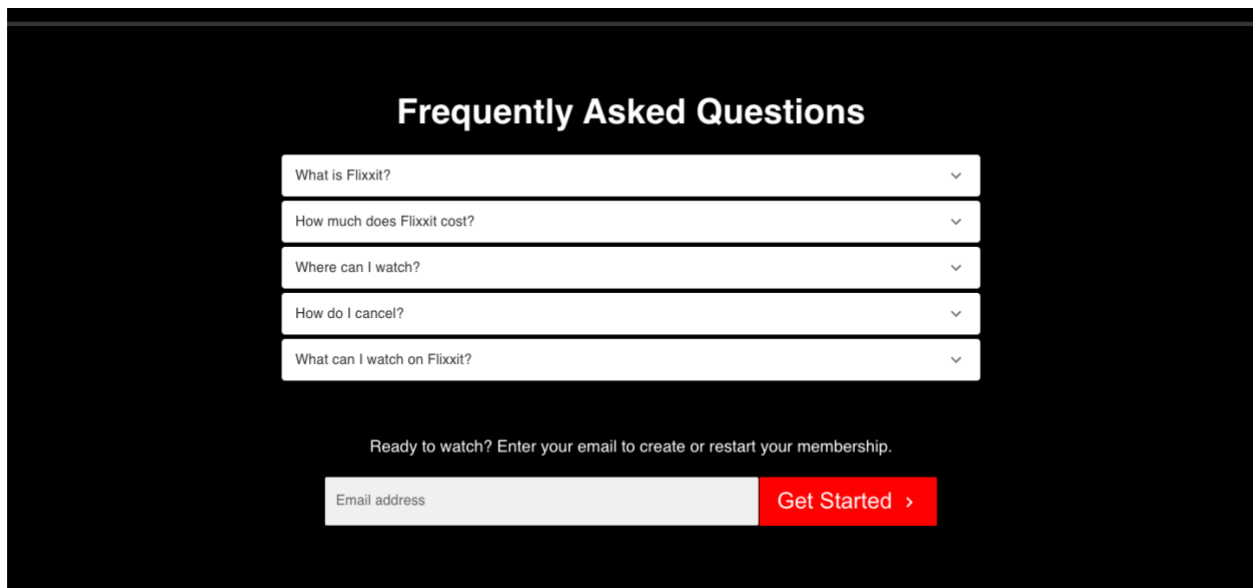 Frequently Asked Questions
What is Flixxit?
How much does Flixxit cost?
Where can I watch?
How do I cancel?
What can I watch on Flixxit?
Ready to watch? Enter your email to create or restart your membership.
Email address
Get Started